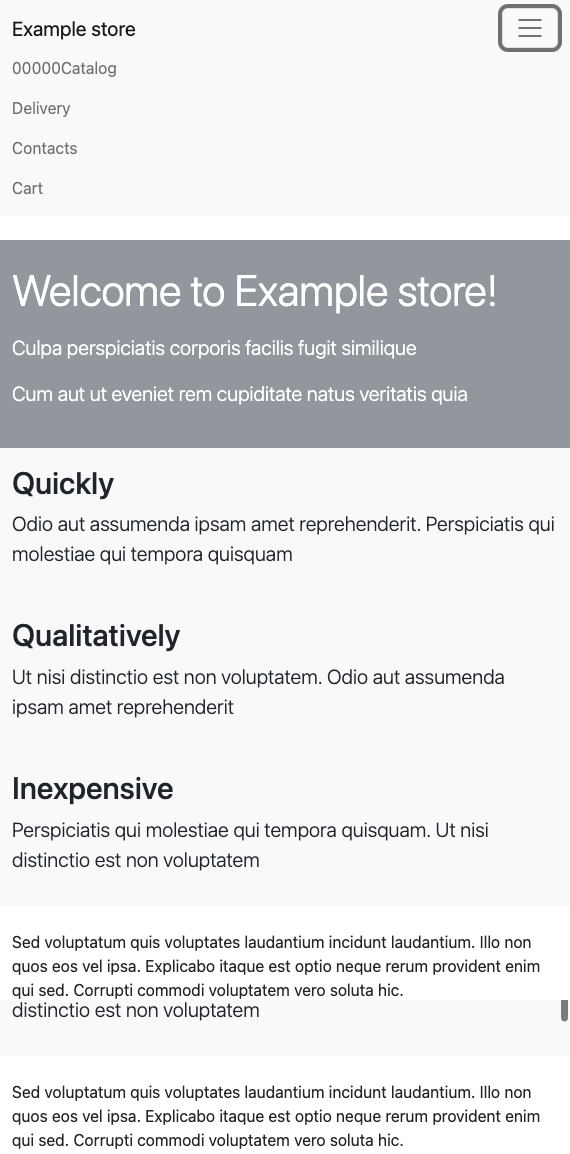 Example store
00000Catalog
Delivery
Contacts
Cart
Welcome to Example store!
Culpa perspiciatis corporis facilis fugit similique
Cum aut ut eveniet rem cupiditate natus veritatis quia
Quickly
Odio aut assumenda ipsam amet reprehenderit. Perspiciatis qui
molestiae qui tempora quisquam
Qualitatively
Ut nisi distinctio est non voluptatem. Odio aut assumenda
ipsam amet reprehenderit
Inexpensive
Perspiciatis qui molestiae qui tempora quisquam. Ut nisi
distinctio est non voluptatem
Sed voluptatum quis voluptates laudantium incidunt laudantium. Illo non
quos eos vel ipsa. Explicabo itaque est optio neque rerum provident enim
qui sed. Corrupti commodi voluptatem vero soluta hic.
distinctio est non voluptatem
Sed voluptatum quis voluptates laudantium incidunt laudantium. Illo non
quos eos vel ipsa. Explicabo itaque est optio neque rerum provident enim
qui sed. Corrupti commodi voluptatem vero soluta hic.